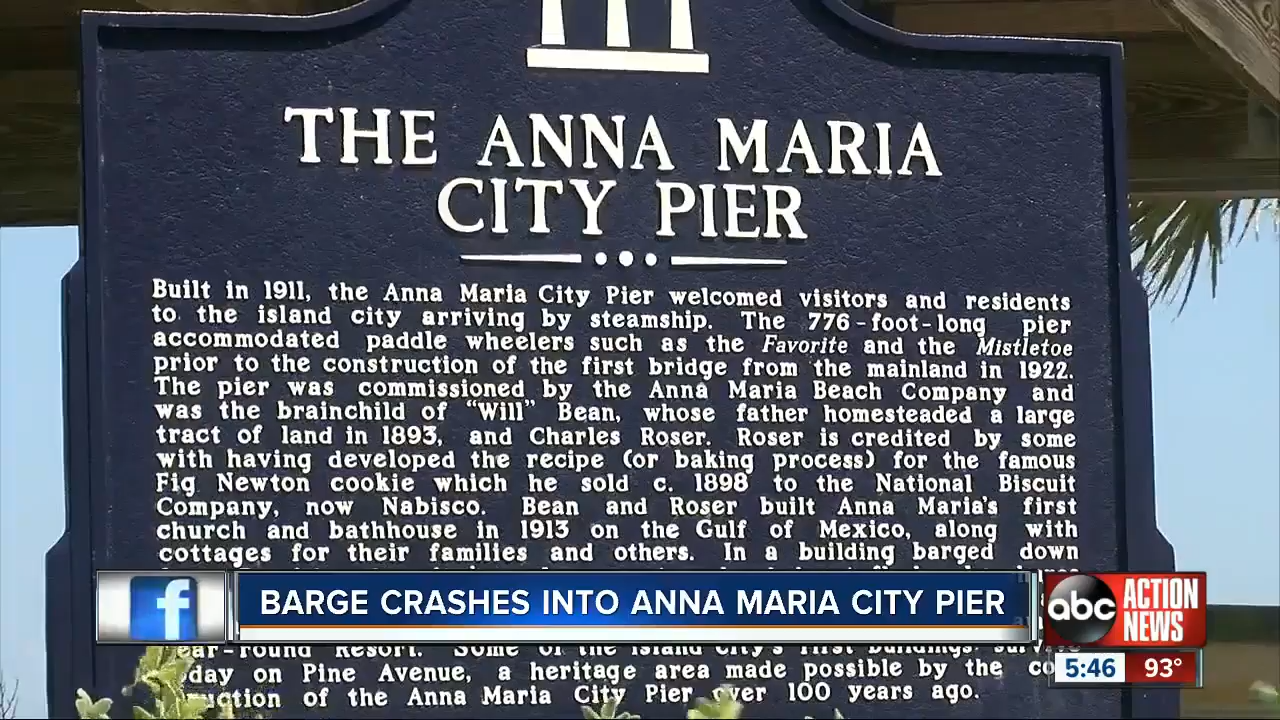 THE ANNA MARIA
CITY PIER
Built in 1911, the Anna Maria City Pier welcomed visitors and residents
to the island city arriving by steamship. The 776-foot-long pier
accommodated paddle wheelers such as the Favorite and the Mistletoe
prior to the construction of the first bridge from the mainland in 1922.
The pier was commissioned by the Anna Maria Beach Company and
was the brainchild of “Will” Bean, whose father homesteaded a large
tract of land in 1893, and Charles Roser. Roser is credited by some
with having developed the recipe (or baking process) for the famous
Fig Newton cookie which he sold c. 1898 to the National Biscuit
Company, now Nabisco. Bean and Roser built Anna Maria's first
church and bathhouse in 1913 on the Gulf of Mexico, along with
cottages for their families and others. In a building barged down
f
BARGE CRASHES INTO ANNA MARIA CITY PIER
abc ACTION
NEWS
5:46 93°
Resort. Some of the island city's first buildings
on Pine Avenue, a heritage area made possible by the
of the Anna Maria City Pier over 100 years ago.